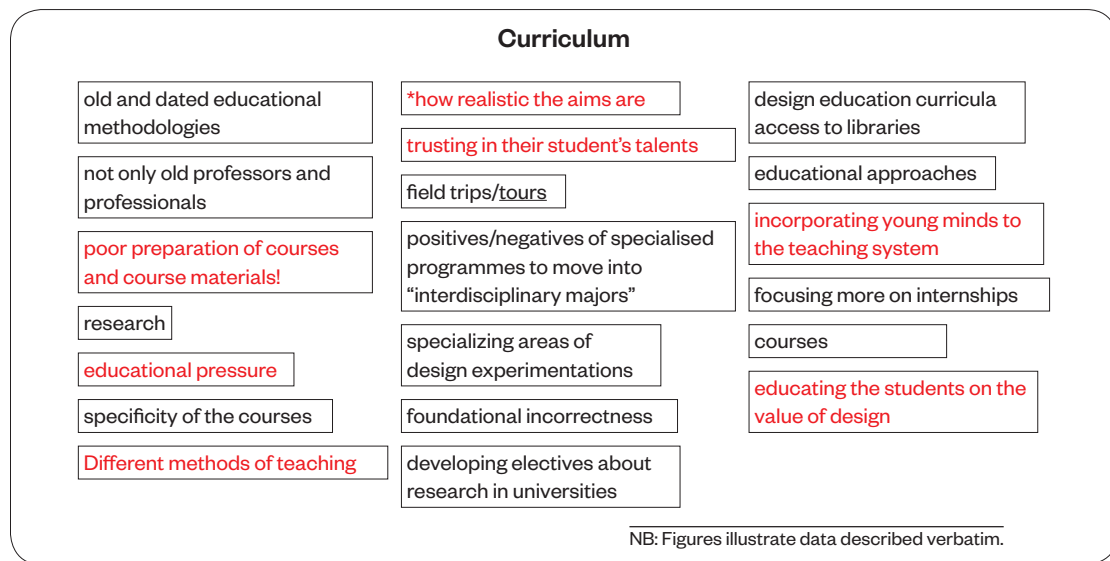 Curriculum
old and dated educational
methodologies
not only old professors and
professionals
poor preparation of courses
and course materials!
research
educational pressure
specificity of the courses
Different methods of teaching
*how realistic the aims are
trusting in their student’s talents
field trips/tours
positives/negatives of specialised
programmes to move into
“interdisciplinary majors”
specializing areas of
design experimentations
foundational incorrectness
developing electives about
research in universities
design education curricula
access to libraries
educational approaches
incorporating young minds to
the teaching system
focusing more on internships
courses
educating the students on the
value of design
NB: Figures illustrate data described verbatim.